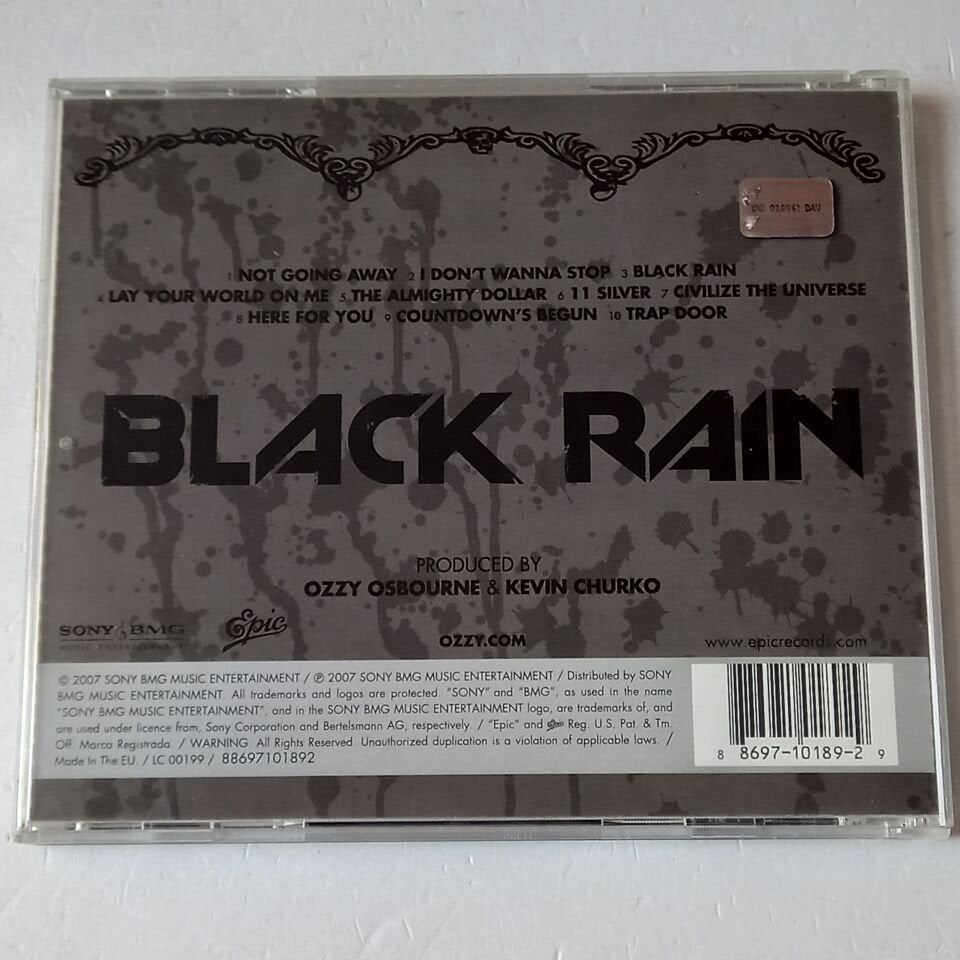 1 NOT GOING AWAY 2 I DON'T WANNA STOP 3 BLACK RAIN
4 LAY YOUR WORLD ON ME 5 THE ALMIGHTY DOLLAR 6 11 SILVER 7 CIVILIZE THE UNIVERSE
8 HERE FOR YOU 9 COUNTDOWN'S BEGUN 10 TRAP DOOR
BLACK RAIN
PRODUCED BY
OZZY OSBOURNE & KEVIN CHURKO
SONY BMG
MUSIC ENTERTAINMENT
Epic
OZZY.COM
www.epicrecords.com
© 2007 SONY BMG MUSIC ENTERTAINMENT / ℗ 2007 SONY BMG MUSIC ENTERTAINMENT / Distributed by SONY
BMG MUSIC ENTERTAINMENT. All trademarks and logos are protected. "SONY" and "BMG", as used in the name
"SONY BMG MUSIC ENTERTAINMENT", and in the SONY BMG MUSIC ENTERTAINMENT logo, are trademarks of, and
are used under licence from, Sony Corporation and Bertelsmann AG, respectively. / "Epic" and Epic Reg. U.S. Pat. & Tm.
Off. Marca Registrada. / WARNING: All Rights Reserved. Unauthorized duplication is a violation of applicable laws. /
Made In The EU. / LC 00199 / 88697101892
8 86971-10189-2 9